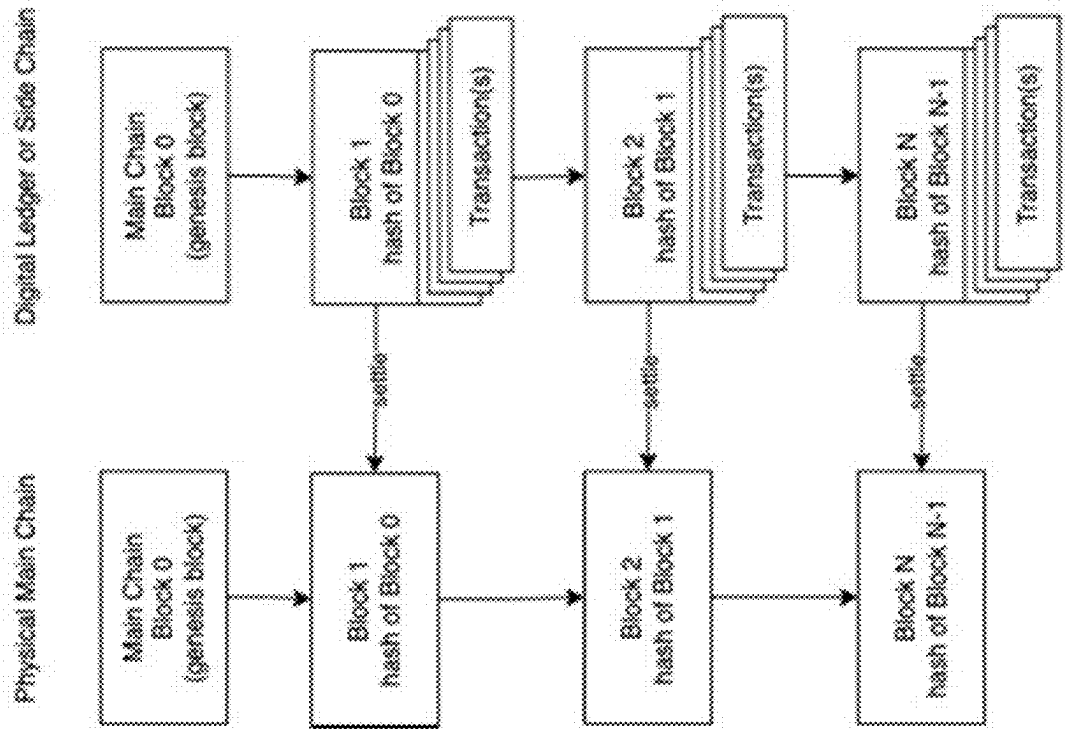 Physical Main Chain
Main Chain
Block 0
(genesis block)
Block 1
hash of Block 0
Block 2
hash of Block 1
Block N
hash of Block N-1
settle
settle
settle
Digital Ledger or Side Chain
Main Chain
Block 0
(genesis block)
Block 1
hash of Block 0
Transaction(s)
Block 2
hash of Block 1
Transaction(s)
Block N
hash of Block N-1
Transaction(s)